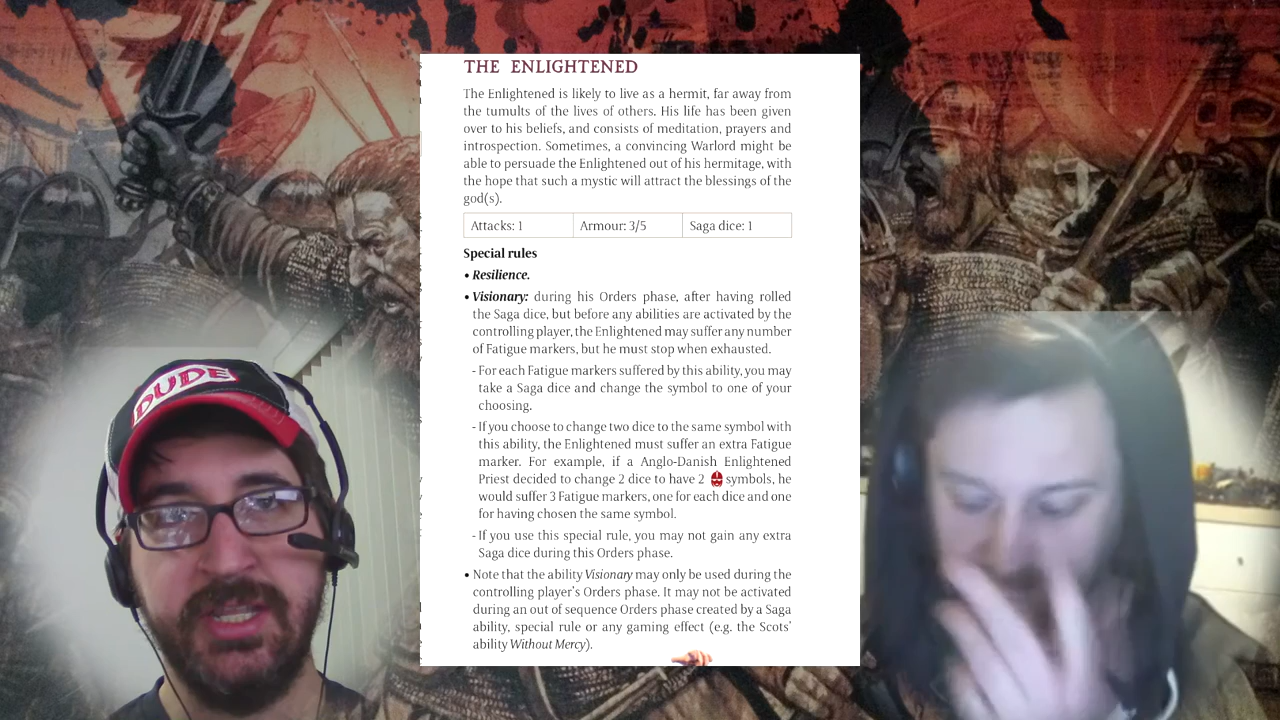 DUDE
THE ENLIGHTENED
The Enlightened is likely to live as a hermit, far away from
the tumults of the lives of others. His life has been given
over to his beliefs, and consists of meditation, prayers and
introspection. Sometimes, a convincing Warlord might be
able to persuade the Enlightened out of his hermitage, with
the hope that such a mystic will attract the blessings of the
god(s).
Attacks: 1 Armour: 3/5 Saga dice: 1
Special rules
• Resilience.
• Visionary: during his Orders phase, after having rolled
the Saga dice, but before any abilities are activated by the
controlling player, the Enlightened may suffer any number
of Fatigue markers, but he must stop when exhausted.
- For each Fatigue markers suffered by this ability, you may
take a Saga dice and change the symbol to one of your
choosing.
- If you choose to change two dice to the same symbol with
this ability, the Enlightened must suffer an extra Fatigue
marker. For example, if a Anglo-Danish Enlightened
Priest decided to change 2 dice to have 2 symbols, he
would suffer 3 Fatigue markers, one for each dice and one
for having chosen the same symbol.
- If you use this special rule, you may not gain any extra
Saga dice during this Orders phase.
• Note that the ability Visionary may only be used during the
controlling player's Orders phase. It may not be activated
during an out of sequence Orders phase created by a Saga
ability, special rule or any gaming effect (e.g. the Scots'
ability Without Mercy).